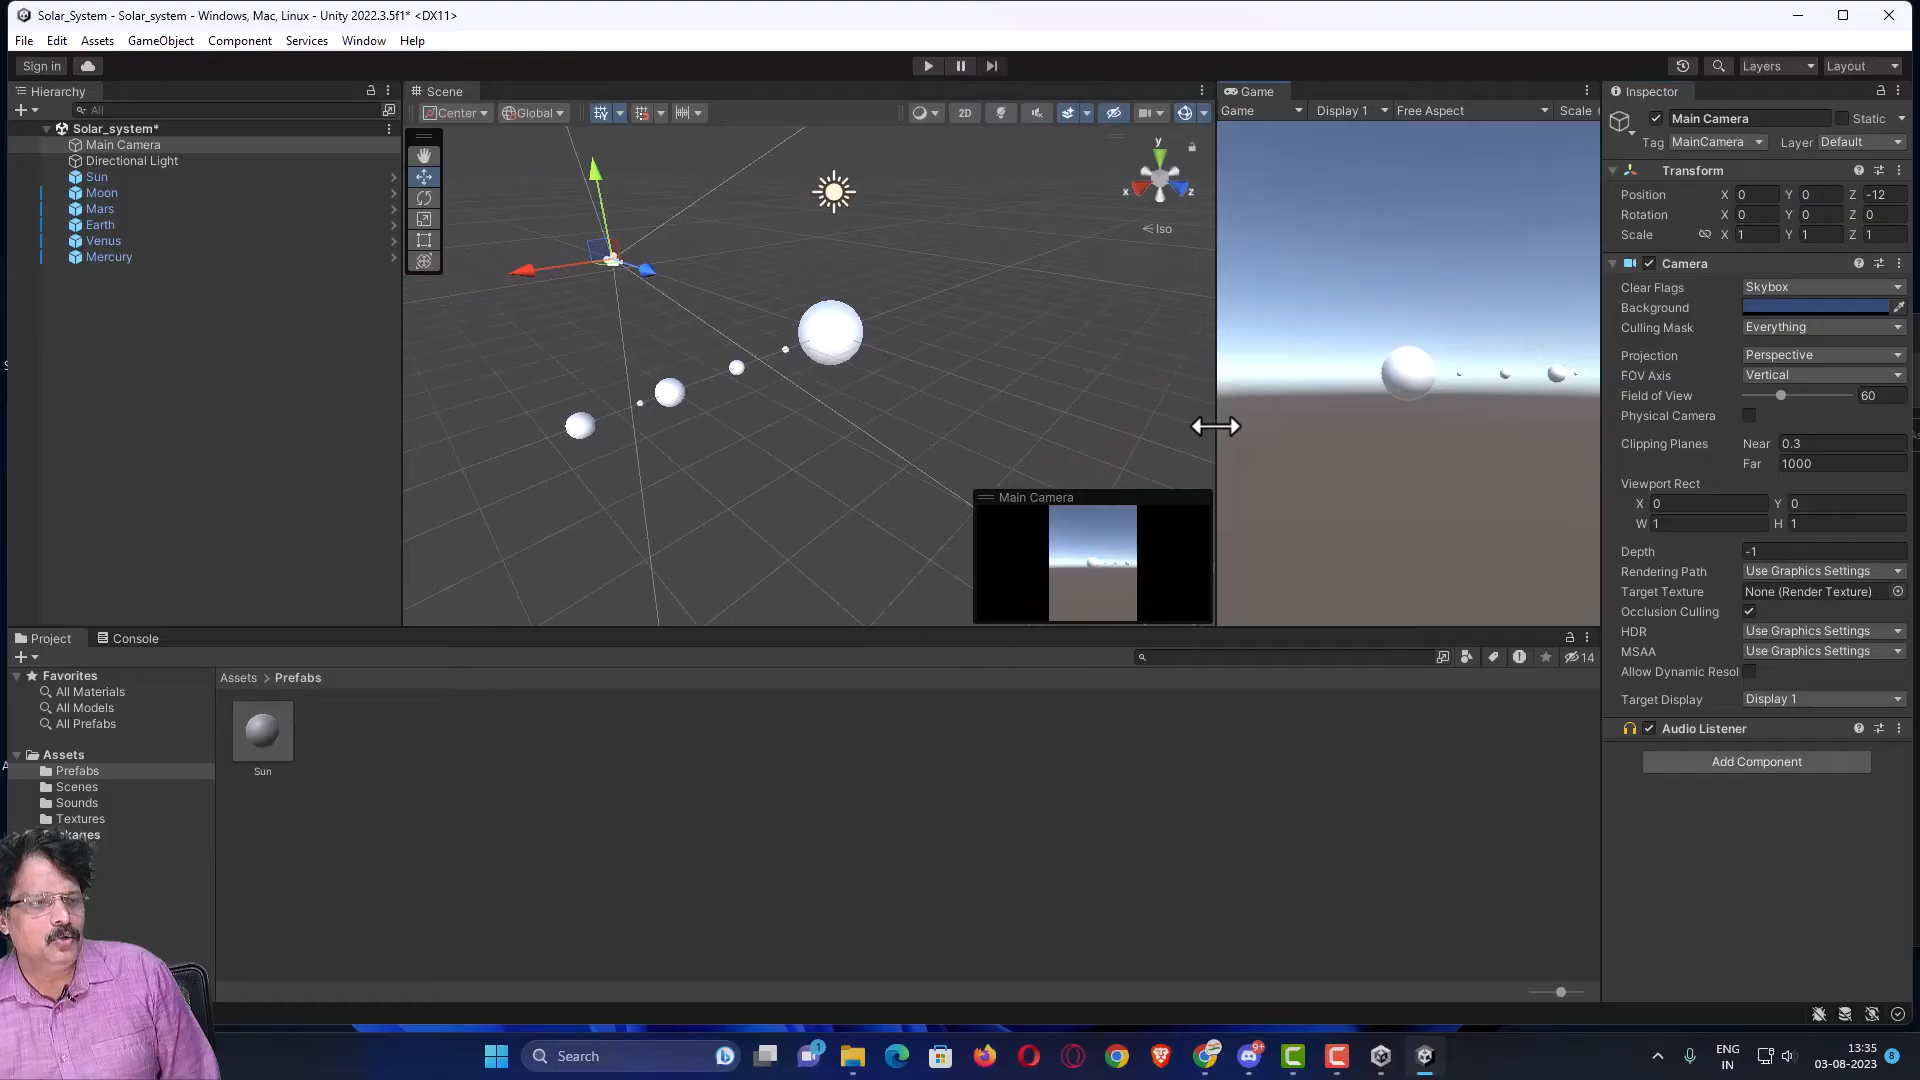 Solar_System - Solar_system - Windows, Mac, Linux - Unity 2022.3.5f1* <DX11>
File Edit Assets GameObject Component Services Window Help
Sign in
Layers Layout
Hierarchy
All
Solar_system*
Main Camera
Directional Light
Sun
Moon
Mars
Earth
Venus
Mercury
Scene
Center Global 2D
y
x z
Iso
Main Camera
Game
Game Display 1 Free Aspect Scale
Inspector
Main Camera Static
Tag MainCamera Layer Default
Transform
Position X 0 Y 0 Z -12
Rotation X 0 Y 0 Z 0
Scale X 1 Y 1 Z 1
Camera
Clear Flags Skybox
Background
Culling Mask Everything
Projection Perspective
FOV Axis Vertical
Field of View 60
Physical Camera
Clipping Planes Near 0.3
Far 1000
Viewport Rect
X 0 Y 0
W 1 H 1
Depth -1
Rendering Path Use Graphics Settings
Target Texture None (Render Texture)
Occlusion Culling
HDR Use Graphics Settings
MSAA Use Graphics Settings
Allow Dynamic Resol
Target Display Display 1
Audio Listener
Add Component
Project Console
14
Favorites
All Materials
All Models
All Prefabs
Assets
Prefabs
Scenes
Sounds
Textures
Assets > Prefabs
Sun
Search
1
9+
ENG
IN
13:35
03-08-2023
8